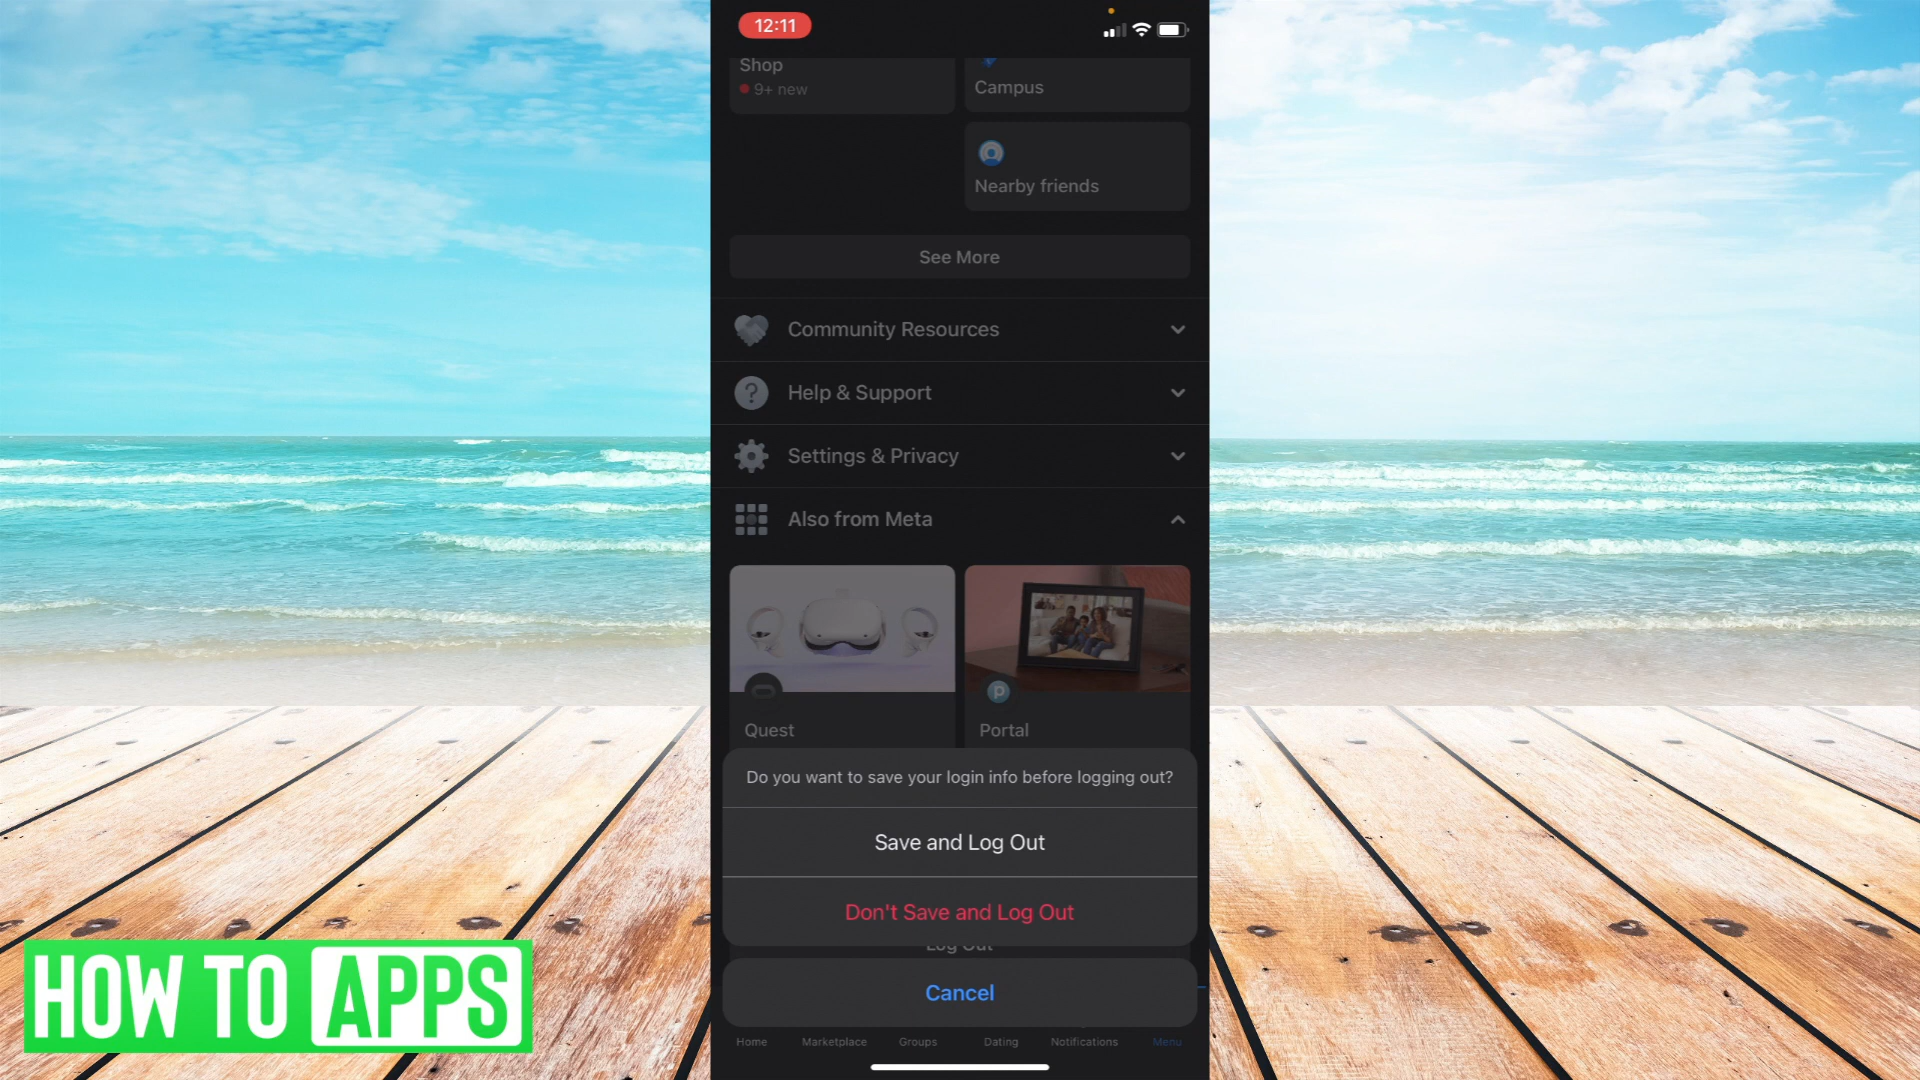 12:11
Shop
9+ new
Campus
Nearby friends
See More
Community Resources
Help & Support
Settings & Privacy
Also from Meta
Quest
Portal
Do you want to save your login info before logging out?
Save and Log Out
Don't Save and Log Out
Log Out
Cancel
Home Marketplace Groups Dating Notifications Menu
HOW TO APPS